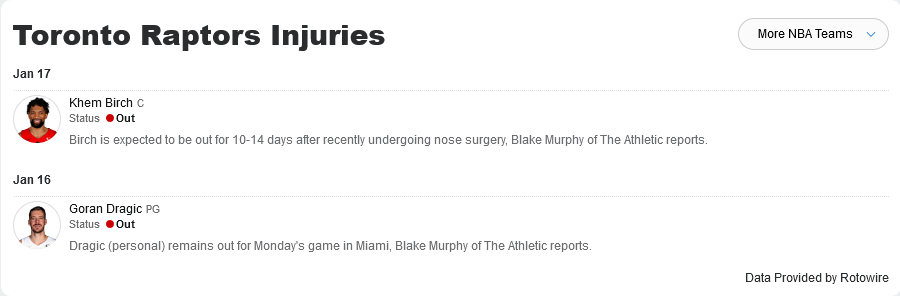 Toronto Raptors Injuries
More NBA Teams
Jan 17
Khem Birch C
Status Out
Birch is expected to be out for 10-14 days after recently undergoing nose surgery, Blake Murphy of The Athletic reports.
Jan 16
Goran Dragic PG
Status Out
Dragic (personal) remains out for Monday's game in Miami, Blake Murphy of The Athletic reports.
Data Provided by Rotowire